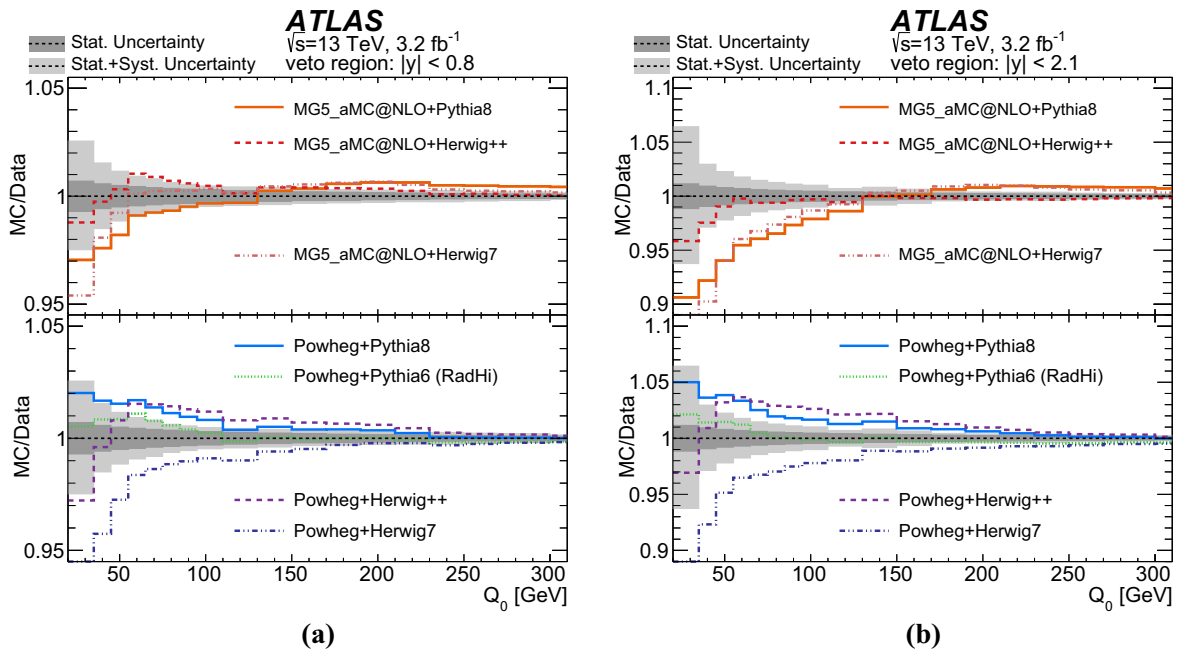 ATLAS
Stat. Uncertainty
√s=13 TeV, 3.2 fb⁻¹
Stat.+Syst. Uncertainty
veto region: |y| < 0.8
1.05
MG5_aMC@NLO+Pythia8
MG5_aMC@NLO+Herwig++
MC/Data
1
MG5_aMC@NLO+Herwig7
0.95
1.05
Powheg+Pythia8
Powheg+Pythia6 (RadHi)
MC/Data
1
Powheg+Herwig++
Powheg+Herwig7
0.95
50 100 150 200 250 300
Q₀ [GeV]
(a)
ATLAS
Stat. Uncertainty
√s=13 TeV, 3.2 fb⁻¹
Stat.+Syst. Uncertainty
veto region: |y| < 2.1
1.1
MG5_aMC@NLO+Pythia8
1.05
MG5_aMC@NLO+Herwig++
MC/Data
1
0.95
MG5_aMC@NLO+Herwig7
0.9
1.1
Powheg+Pythia8
1.05
Powheg+Pythia6 (RadHi)
MC/Data
1
0.95
Powheg+Herwig++
Powheg+Herwig7
0.9
50 100 150 200 250 300
Q₀ [GeV]
(b)